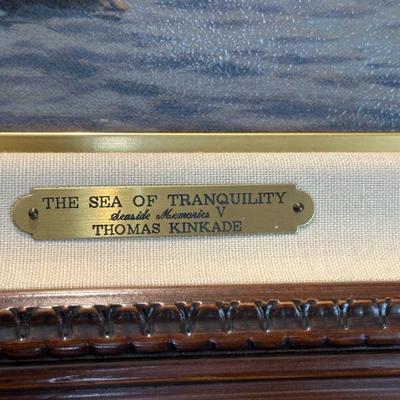 THE SEA OF TRANQUILITY
Seaside Memories V
THOMAS KINKADE